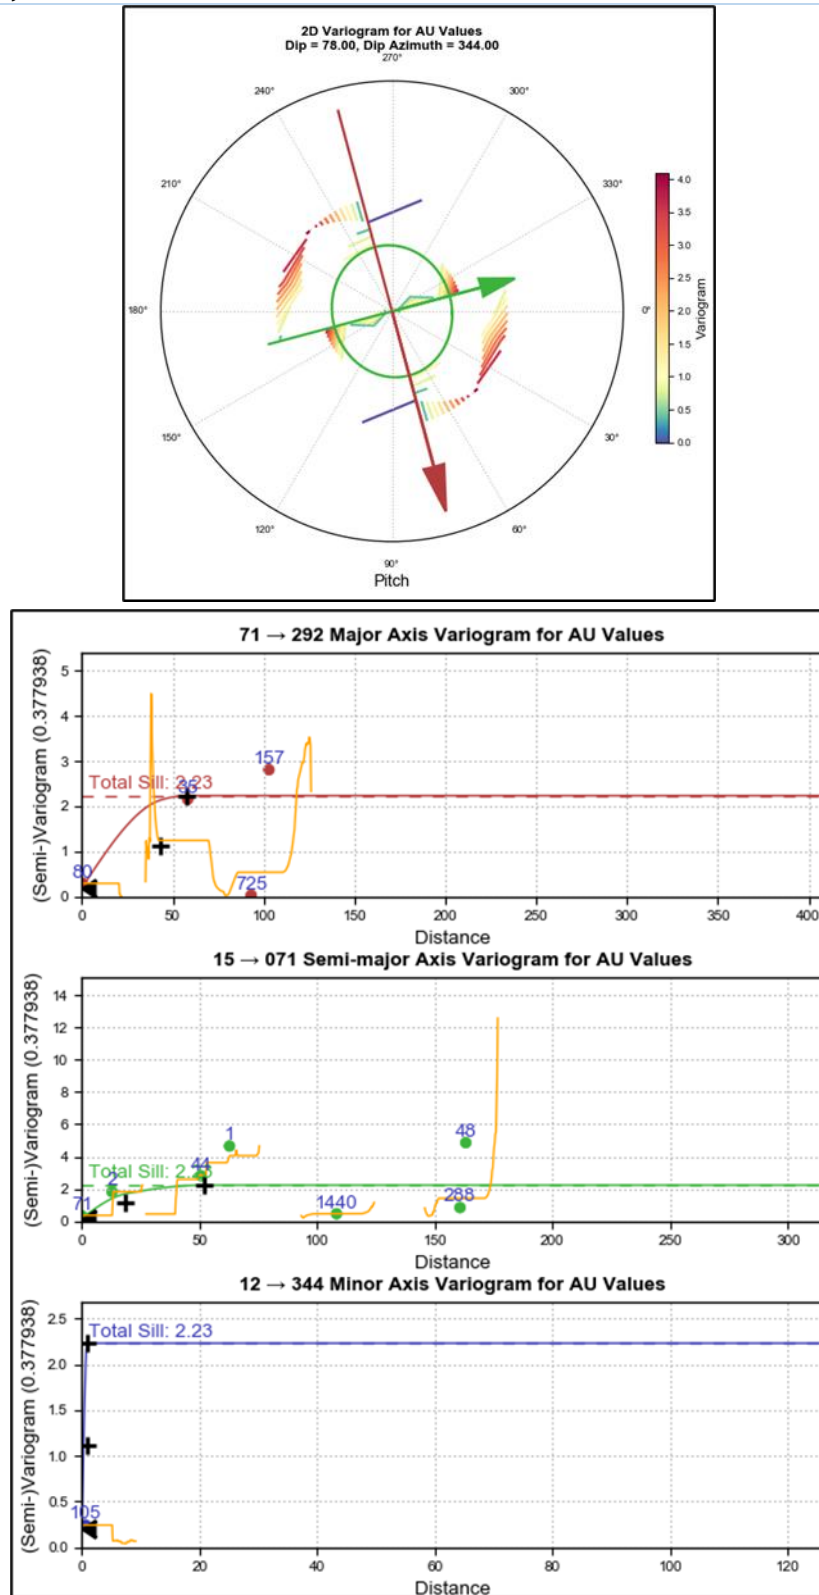 2D Variogram for AU Values
Dip = 78.00, Dip Azimuth = 344.00
270°
240°
300°
210°
330°
180°
0°
150°
30°
120°
60°
90°
Pitch
4.0
3.5
3.0
2.5
2.0
1.5
1.0
0.5
0.0
Variogram
71 → 292 Major Axis Variogram for AU Values
(Semi-)Variogram (0.377938)
5
4
3
2
1
0
Total Sill: 2.23
80
157
725
0 50 100 150 200 250 300 350 400
Distance
15 → 071 Semi-major Axis Variogram for AU Values
(Semi-)Variogram (0.377938)
14
12
10
8
6
4
2
0
Total Sill: 2.
71
2
44
1
1440
288
48
0 50 100 150 200 250 300
Distance
12 → 344 Minor Axis Variogram for AU Values
(Semi-)Variogram (0.377938)
2.5
2.0
1.5
1.0
0.5
0.0
Total Sill: 2.23
105
0 20 40 60 80 100 120
Distance